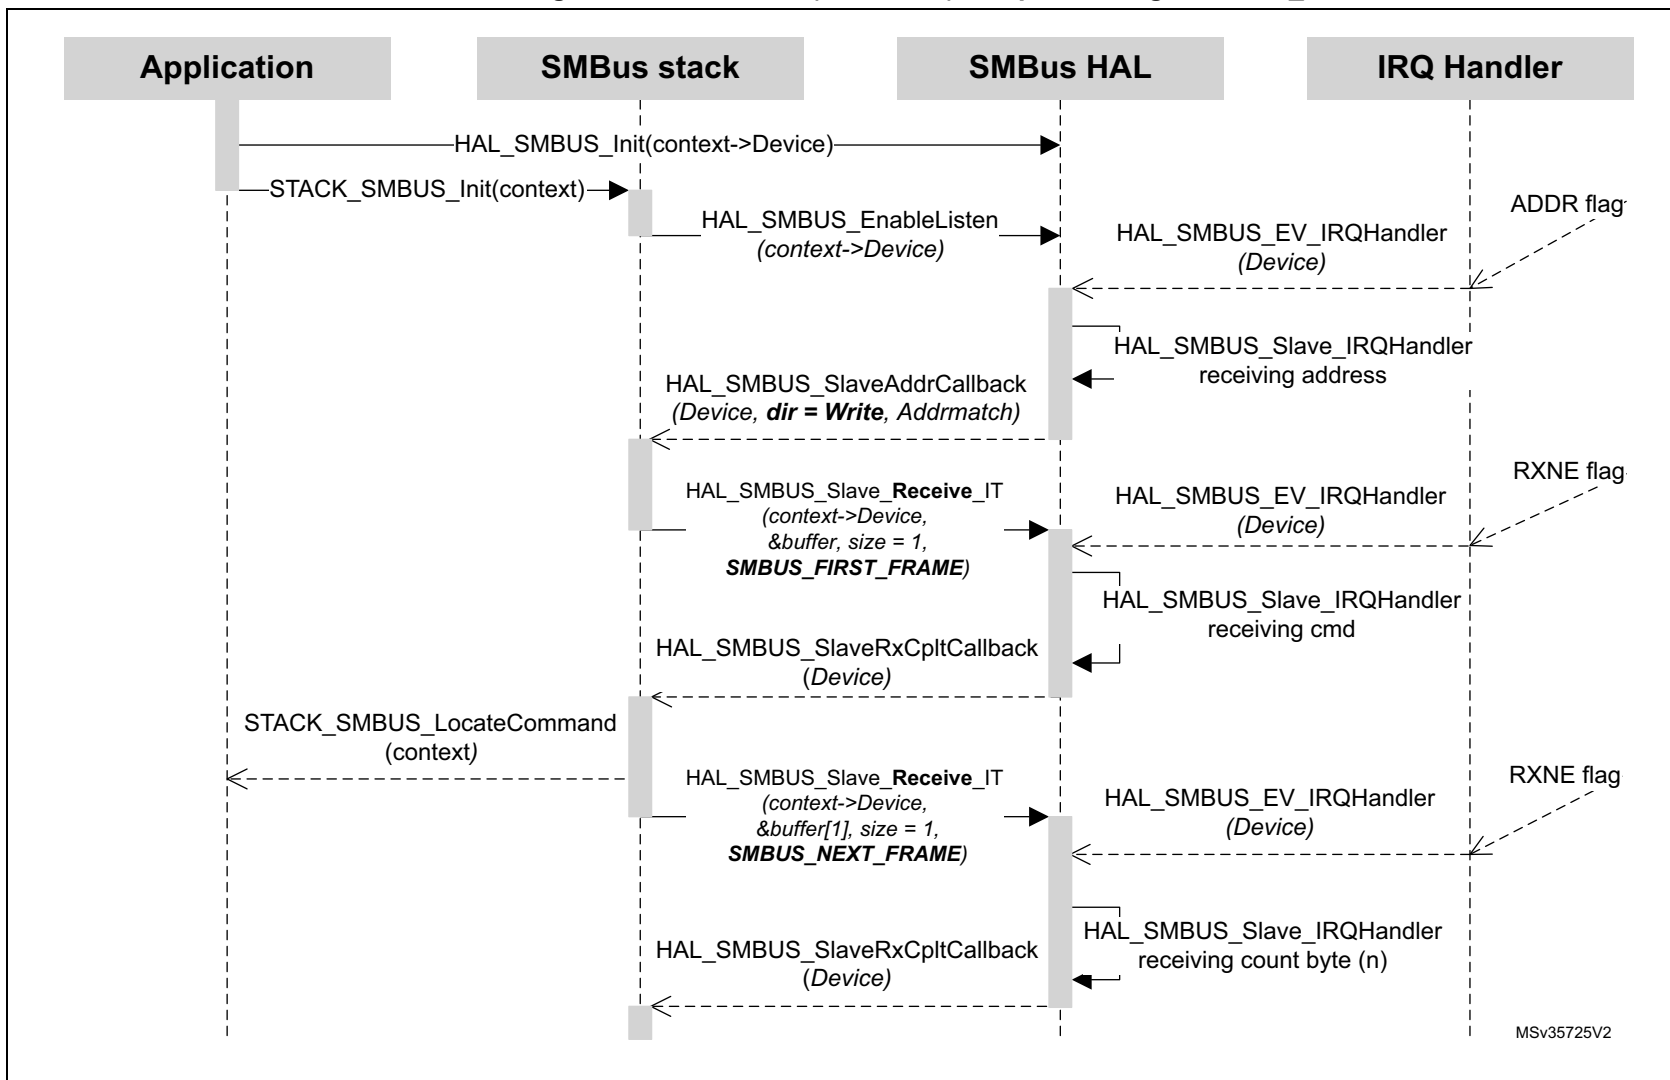 Application
SMBus stack
SMBus HAL
IRQ Handler
HAL_SMBUS_Init(context->Device)
STACK_SMBUS_Init(context)
ADDR flag
HAL_SMBUS_EnableListen
(context->Device)
HAL_SMBUS_EV_IRQHandler
(Device)
HAL_SMBUS_Slave_IRQHandler
receiving address
HAL_SMBUS_SlaveAddrCallback
(Device, dir = Write, Addrmatch)
RXNE flag
HAL_SMBUS_Slave_Receive_IT
(context->Device,
&buffer, size = 1,
SMBUS_FIRST_FRAME)
HAL_SMBUS_EV_IRQHandler
(Device)
HAL_SMBUS_Slave_IRQHandler
receiving cmd
HAL_SMBUS_SlaveRxCpltCallback
(Device)
STACK_SMBUS_LocateCommand
(context)
HAL_SMBUS_Slave_Receive_IT
(context->Device,
&buffer[1], size = 1,
SMBUS_NEXT_FRAME)
RXNE flag
HAL_SMBUS_EV_IRQHandler
(Device)
HAL_SMBUS_Slave_IRQHandler
receiving count byte (n)
HAL_SMBUS_SlaveRxCpltCallback
(Device)
MSv35725V2